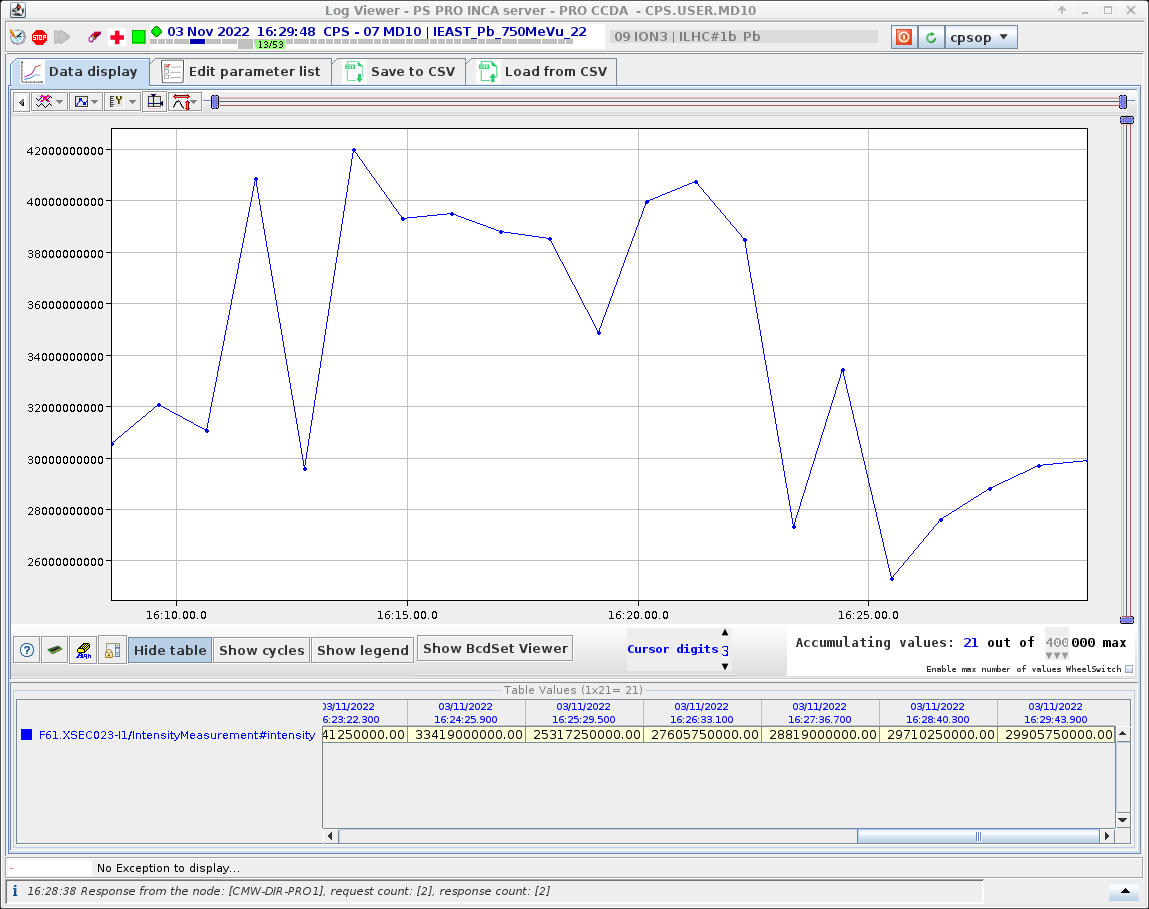 Log Viewer - PS PRO INCA server - PRO CCDA - CPS.USER.MD10
STOP
03 Nov 2022 16:29:48 CPS - 07 MD10 | IEAST_Pb_750MeVu_22
13/53
09 ION3 | ILHC#1b Pb
cpsop
Data display
Edit parameter list
Save to CSV
Load from CSV
42000000000
40000000000
38000000000
36000000000
34000000000
32000000000
30000000000
28000000000
26000000000
16:10:00.0 16:15:00.0 16:20:00.0 16:25:00.0
Hide table
Show cycles
Show legend
Show BcdSet Viewer
Cursor digits 3
Accumulating values: 21 out of 400000 max
Enable max number of values WheelSwitch
Table Values (1x21= 21)
03/11/2022 03/11/2022 03/11/2022 03/11/2022 03/11/2022 03/11/2022 03/11/2022
6:23:22.300 16:24:25.900 16:25:29.500 16:26:33.100 16:27:36.700 16:28:40.300 16:29:43.900
F61.XSEC023-I1/IntensityMeasurement#intensity 41250000.00 33419000000.00 25317250000.00 27605750000.00 28819000000.00 29710250000.00 29905750000.00
No Exception to display...
16:28:38 Response from the node: [CMW-DIR-PRO1], request count: [2], response count: [2]